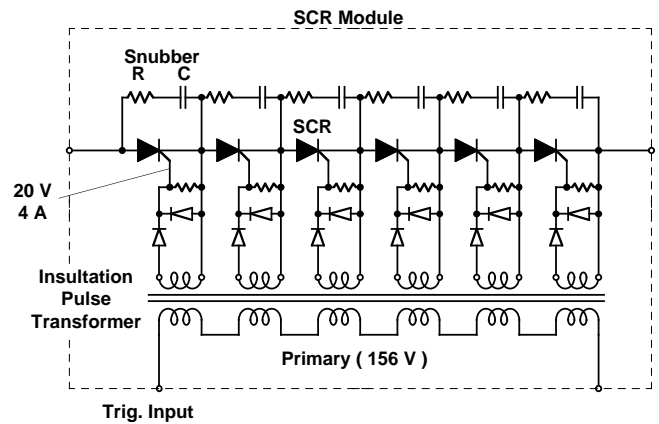 SCR Module
Snubber
R C
SCR
20 V
4 A
Insultation
Pulse
Transformer
Primary ( 156 V )
Trig. Input